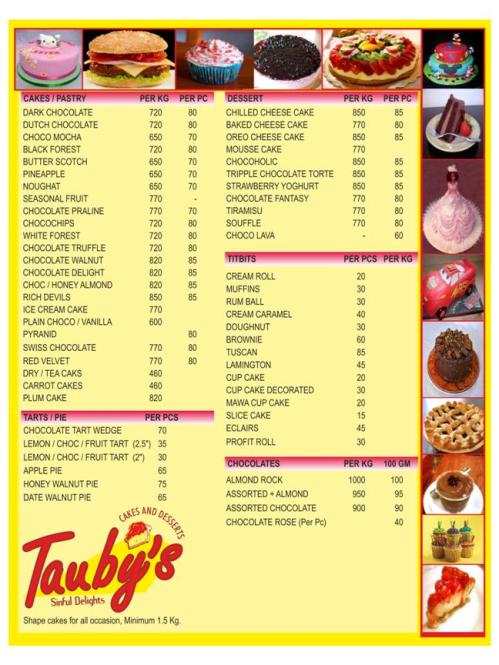 CAKES / PASTRY PER KG PER PC
DARK CHOCOLATE 720 80
DUTCH CHOCOLATE 720 80
CHOCO MOCHA 650 70
BLACK FOREST 720 80
BUTTER SCOTCH 650 70
PINEAPPLE 650 70
NOUGHAT 650 70
SEASONAL FRUIT 770 -
CHOCOLATE PRALINE 770 70
CHOCOCHIPS 720 80
WHITE FOREST 720 80
CHOCOLATE TRUFFLE 720 80
CHOCOLATE WALNUT 820 85
CHOCOLATE DELIGHT 820 85
CHOC / HONEY ALMOND 820 85
RICH DEVILS 850 85
ICE CREAM CAKE 770
PLAIN CHOCO / VANILLA 600
PYRANID 80
SWISS CHOCOLATE 770 80
RED VELVET 770 80
DRY / TEA CAKS 460
CARROT CAKES 460
PLUM CAKE 820
TARTS / PIE PER PCS
CHOCOLATE TART WEDGE 70
LEMON / CHOC / FRUIT TART (2.5") 35
LEMON / CHOC / FRUIT TART (2") 30
APPLE PIE 65
HONEY WALNUT PIE 75
DATE WALNUT PIE 65
CAKES AND DESSERTS
Tauby's
Sinful Delights
Shape cakes for all occasion, Minimum 1.5 Kg.
DESSERT PER KG PER PC
CHILLED CHEESE CAKE 850 85
BAKED CHEESE CAKE 770 80
OREO CHEESE CAKE 850 85
MOUSSE CAKE 770
CHOCOHOLIC 850 85
TRIPPLE CHOCOLATE TORTE 850 85
STRAWBERRY YOGHURT 850 85
CHOCOLATE FANTASY 770 80
TIRAMISU 770 80
SOUFFLE 770 80
CHOCO LAVA - 60
TITBITS PER PCS PER KG
CREAM ROLL 20
MUFFINS 30
RUM BALL 30
CREAM CARAMEL 40
DOUGHNUT 30
BROWNIE 60
TUSCAN 85
LAMINGTON 45
CUP CAKE 20
CUP CAKE DECORATED 30
MAWA CUP CAKE 20
SLICE CAKE 15
ECLAIRS 45
PROFIT ROLL 30
CHOCOLATES PER KG 100 GM
ALMOND ROCK 1000 100
ASSORTED + ALMOND 950 95
ASSORTED CHOCOLATE 900 90
CHOCOLATE ROSE (Per Pc) 40